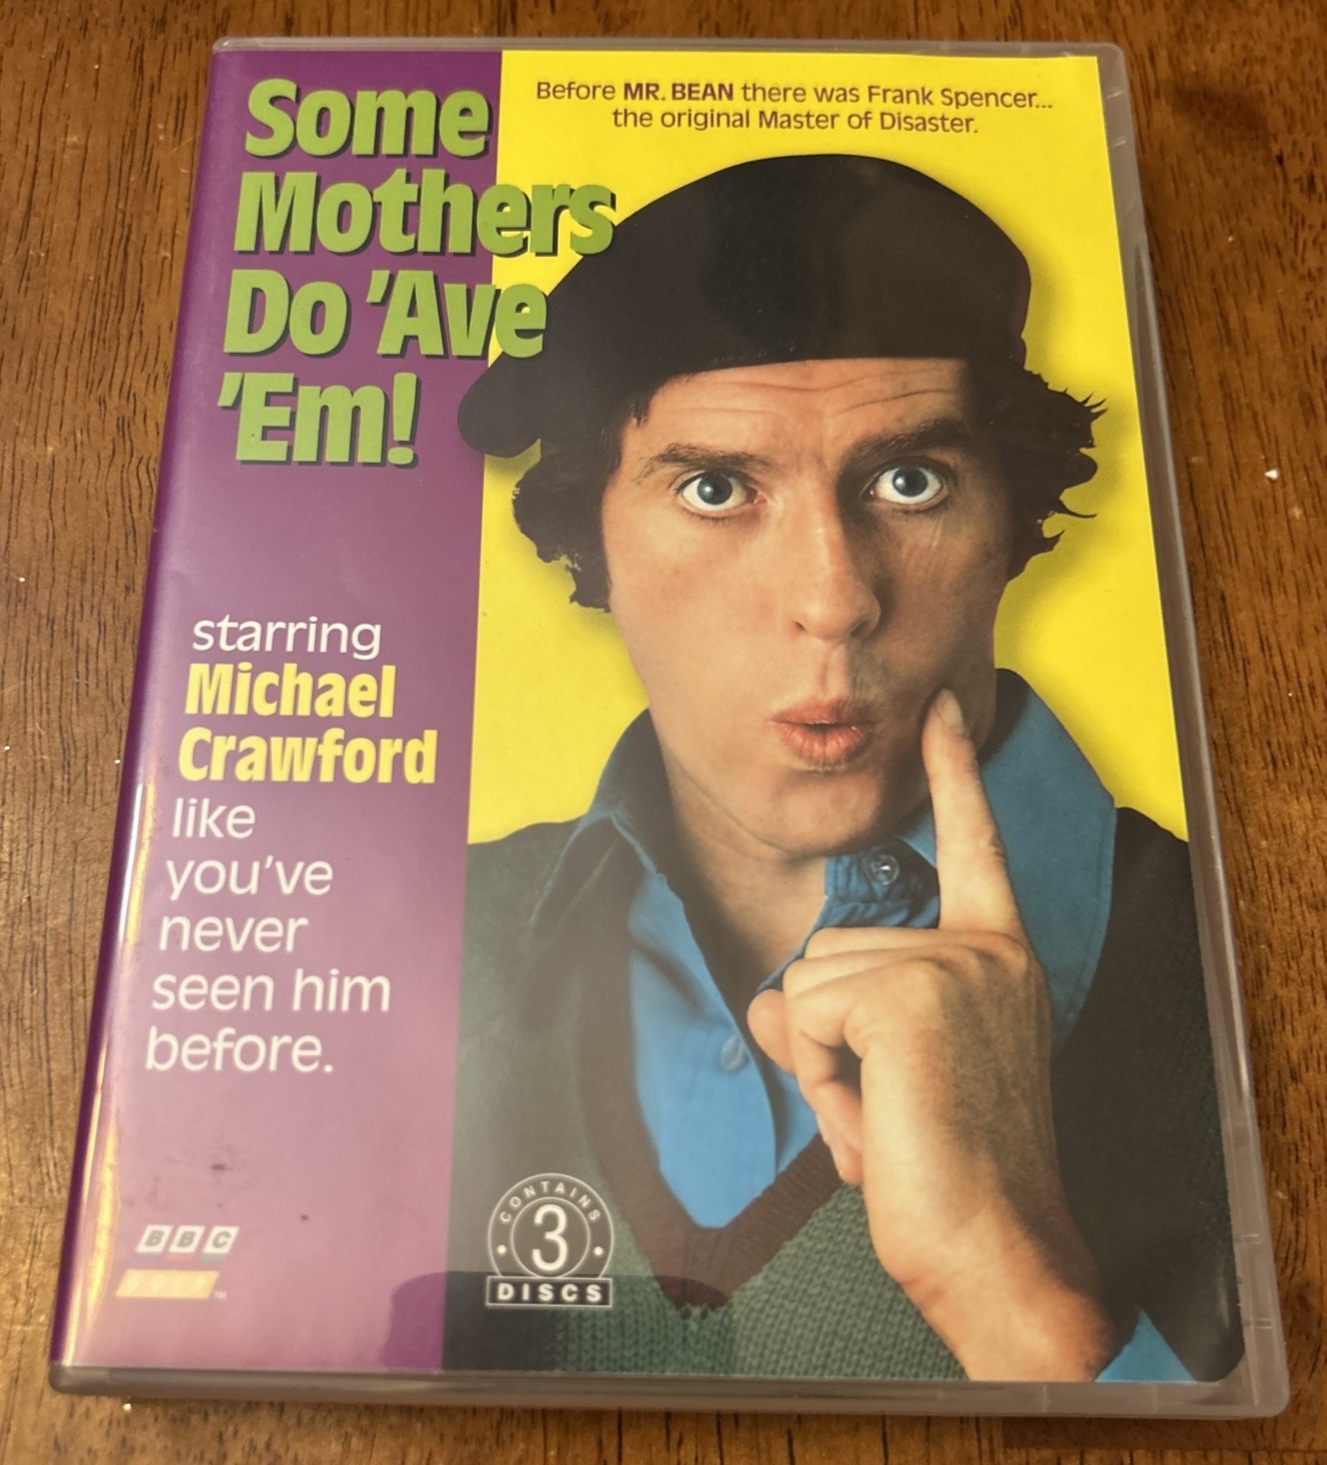 Some
Mothers
Do 'Ave
'Em!
Before MR. BEAN there was Frank Spencer...
the original Master of Disaster.
starring
Michael
Crawford
like
you've
never
seen him
before.
BBC
TM
CONTAINS
3
DISCS